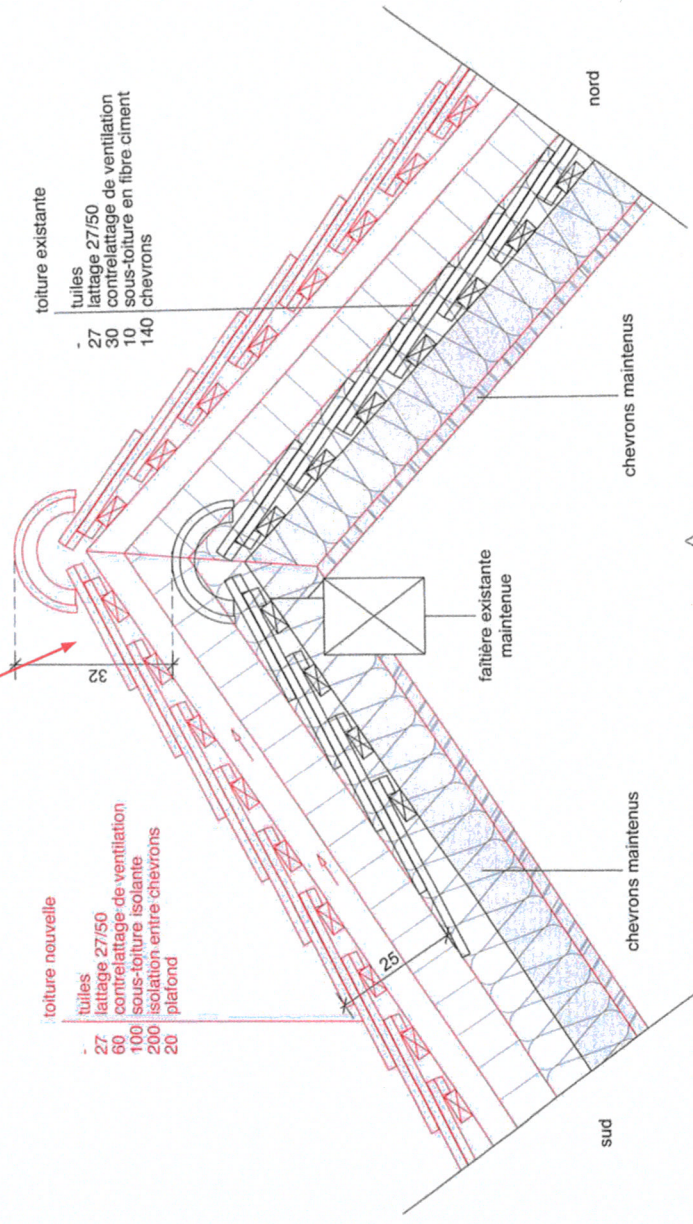 toiture nouvelle
- tuiles
27 lattage 27/50
60 contrelattage de ventilation
100 sous-toiture isolante
200 isolation entre chevrons
20 plafond
toiture existante
- tuiles
27 lattage 27/50
30 contrelattage de ventilation
10 sous-toiture en fibre ciment
140 chevrons
32
25
sud
nord
chevrons maintenus
faîtière existante
maintenue
chevrons maintenus